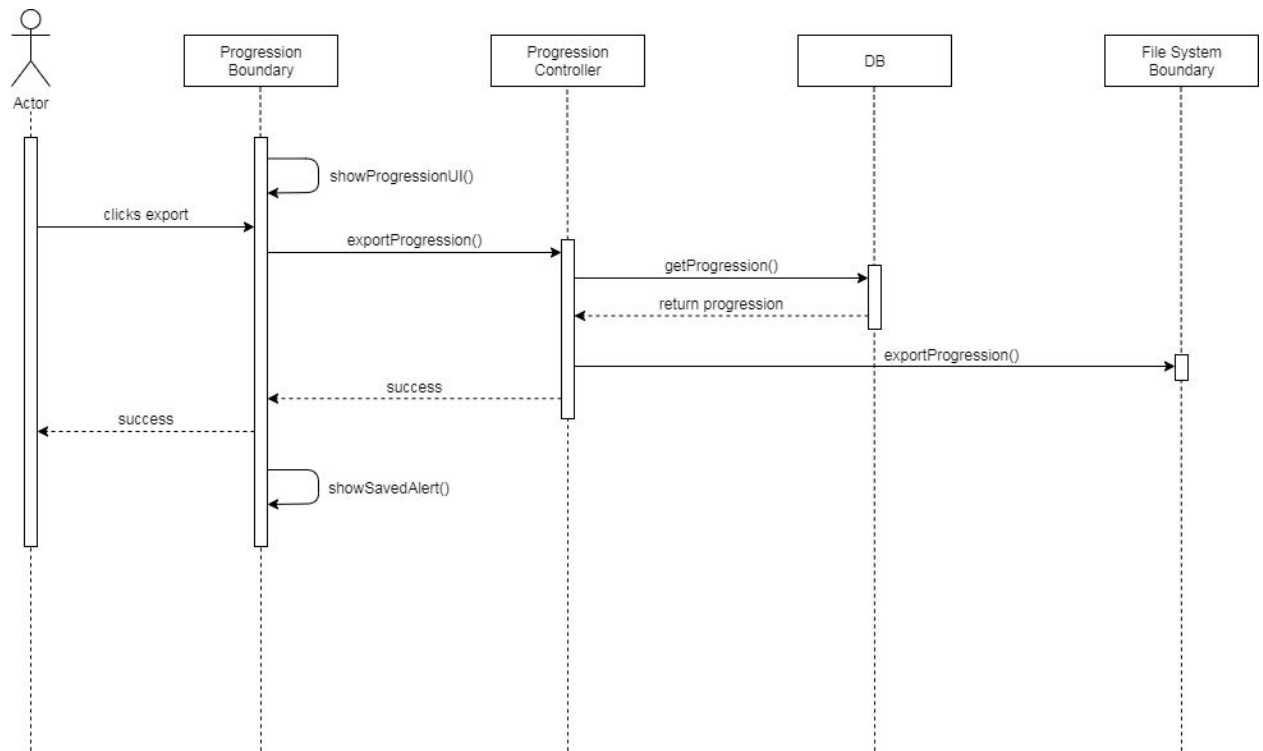 Progression
Boundary
Progression
Controller
DB
File System
Boundary
Actor
showProgressionUI()
clicks export
exportProgression()
getProgression()
return progression
exportProgression()
success
success
showSavedAlert()